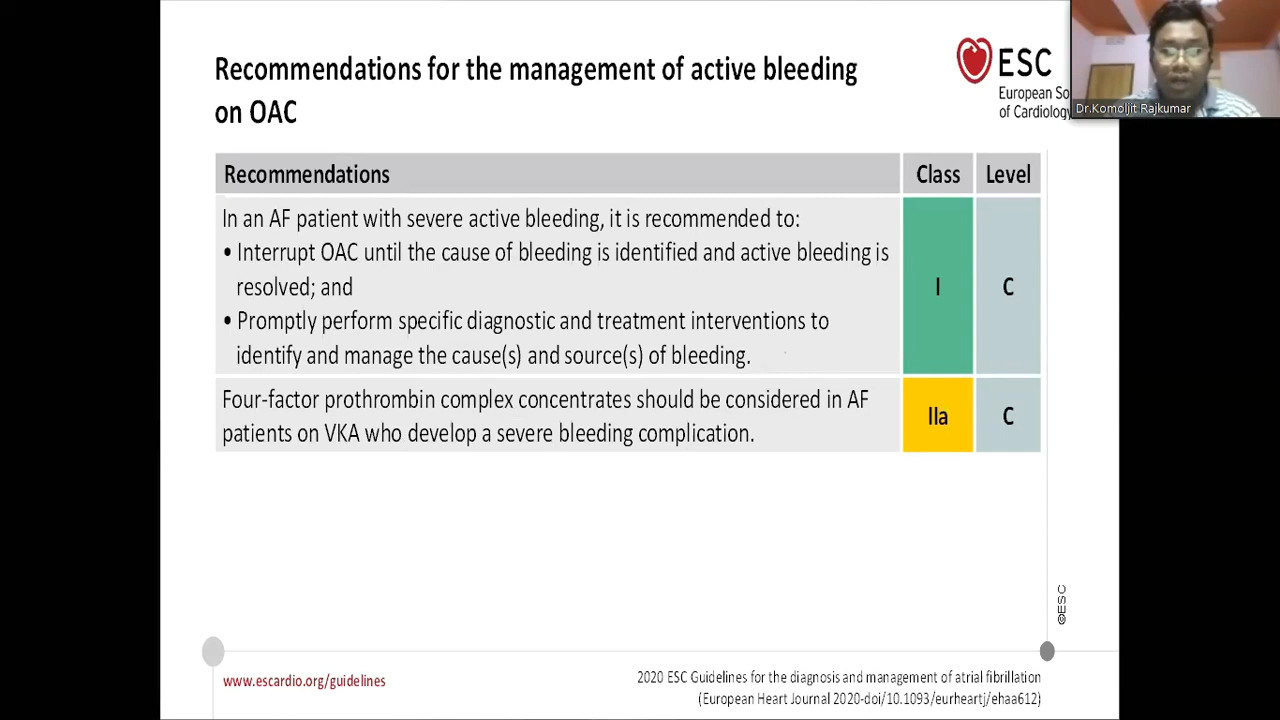 Recommendations for the management of active bleeding
on OAC
ESC
European So
of Cardiology
Dr.Komoljit Rajkumar
Recommendations Class Level
In an AF patient with severe active bleeding, it is recommended to:
• Interrupt OAC until the cause of bleeding is identified and active bleeding is
resolved; and
• Promptly perform specific diagnostic and treatment interventions to
identify and manage the cause(s) and source(s) of bleeding.
I C
Four-factor prothrombin complex concentrates should be considered in AF
patients on VKA who develop a severe bleeding complication.
IIa C
©ESC
www.escardio.org/guidelines
2020 ESC Guidelines for the diagnosis and management of atrial fibrillation
(European Heart Journal 2020-doi/10.1093/eurheartj/ehaa612)